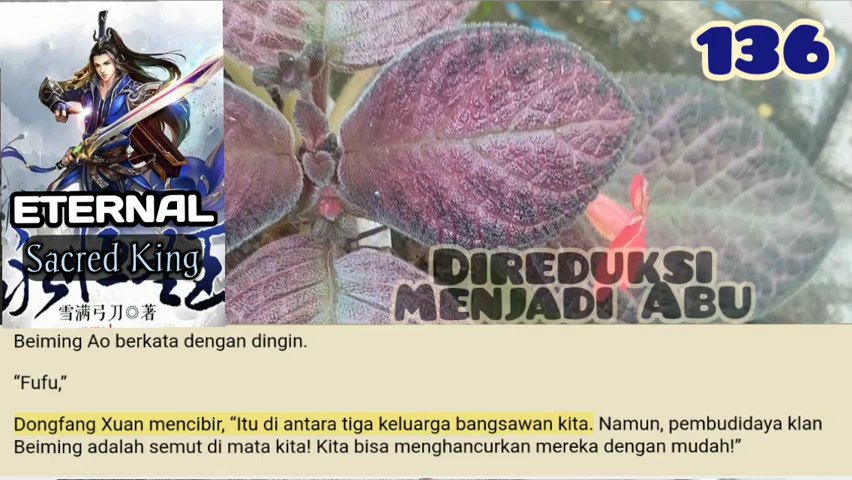 136
ETERNAL
Sacred King
雪满弓刀◎著
DIREDUKSI
MENJADI ABU
Beiming Ao berkata dengan dingin.
“Fufu,”
Dongfang Xuan mencibir, “Itu di antara tiga keluarga bangsawan kita. Namun, pembudidaya klan
Beiming adalah semut di mata kita! Kita bisa menghancurkan mereka dengan mudah!”